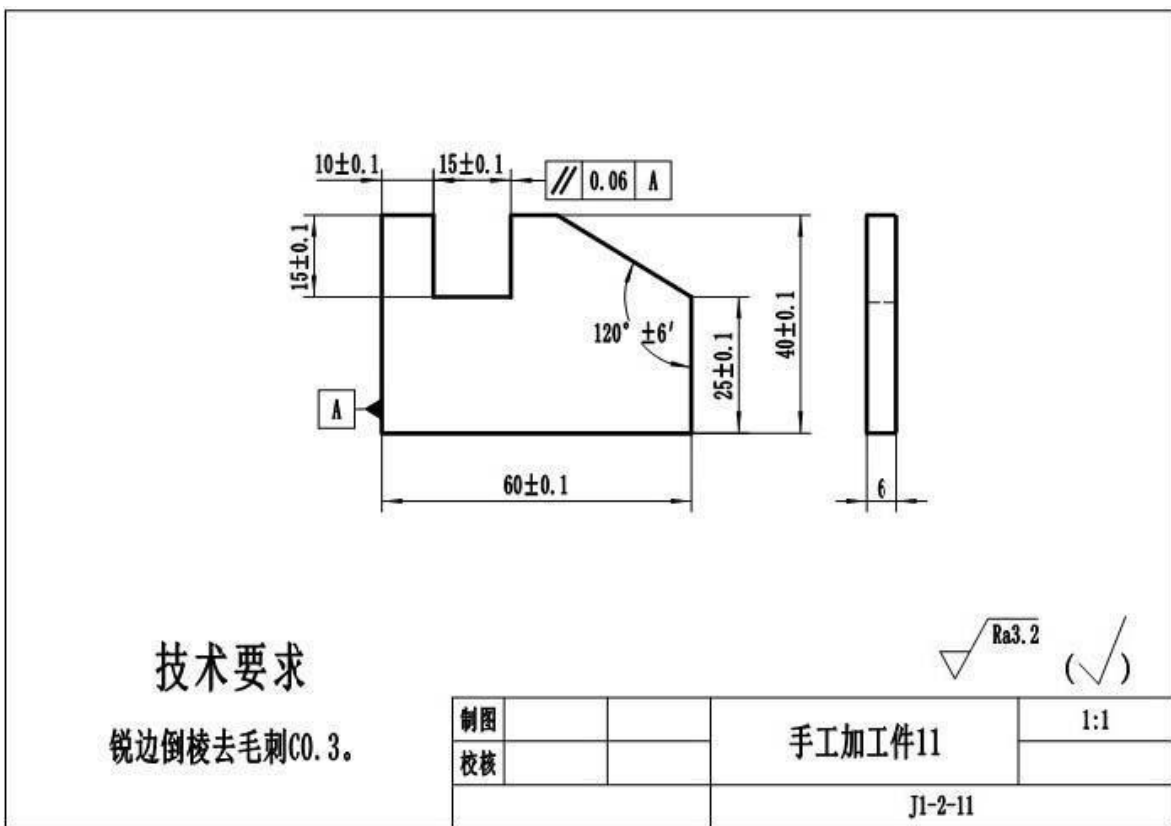 10±0.1
15±0.1
// 0.06 A
15±0.1
120° ±6′
25±0.1
40±0.1
A
60±0.1
6
Ra3.2
(√)
技术要求
锐边倒棱去毛刺C0.3。
制图
手工加工件11
1:1
校核
J1-2-11